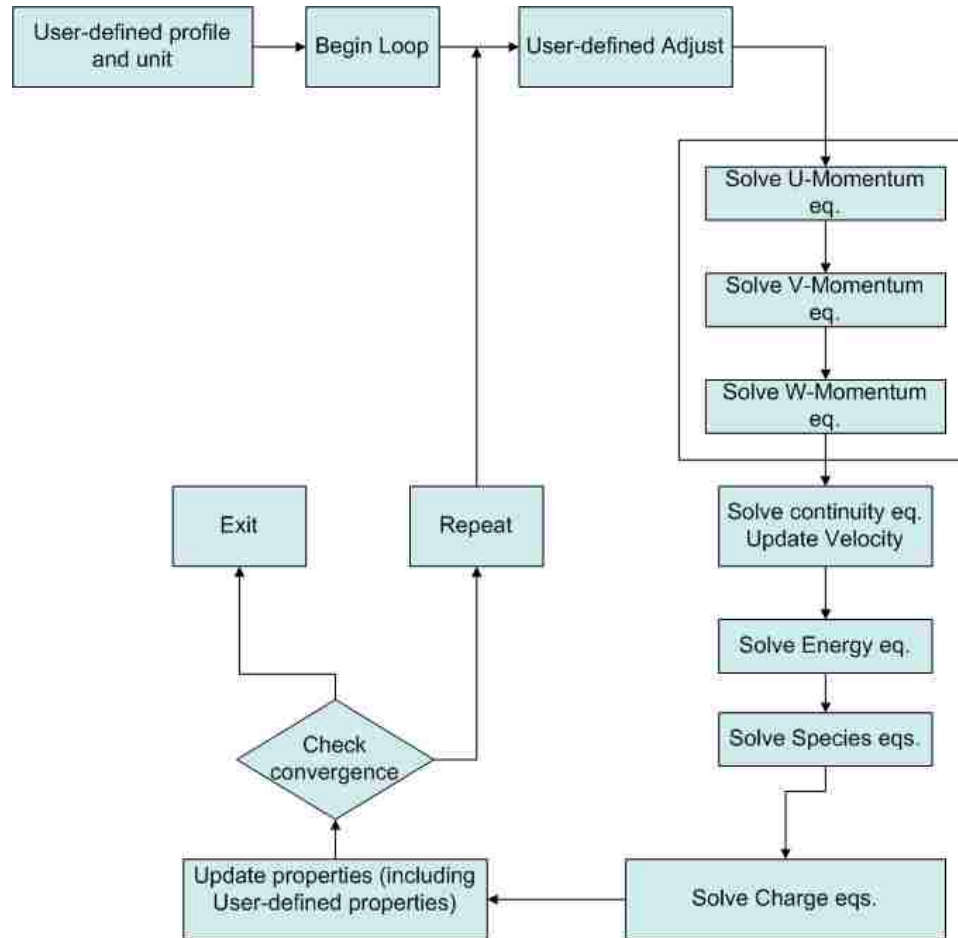 User-defined profile
and unit
Begin Loop
User-defined Adjust
Solve U-Momentum
eq.
Solve V-Momentum
eq.
Solve W-Momentum
eq.
Solve continuity eq.
Update Velocity
Solve Energy eq.
Solve Species eqs.
Solve Charge eqs.
Update properties (including
User-defined properties)
Check
convergence
Exit
Repeat